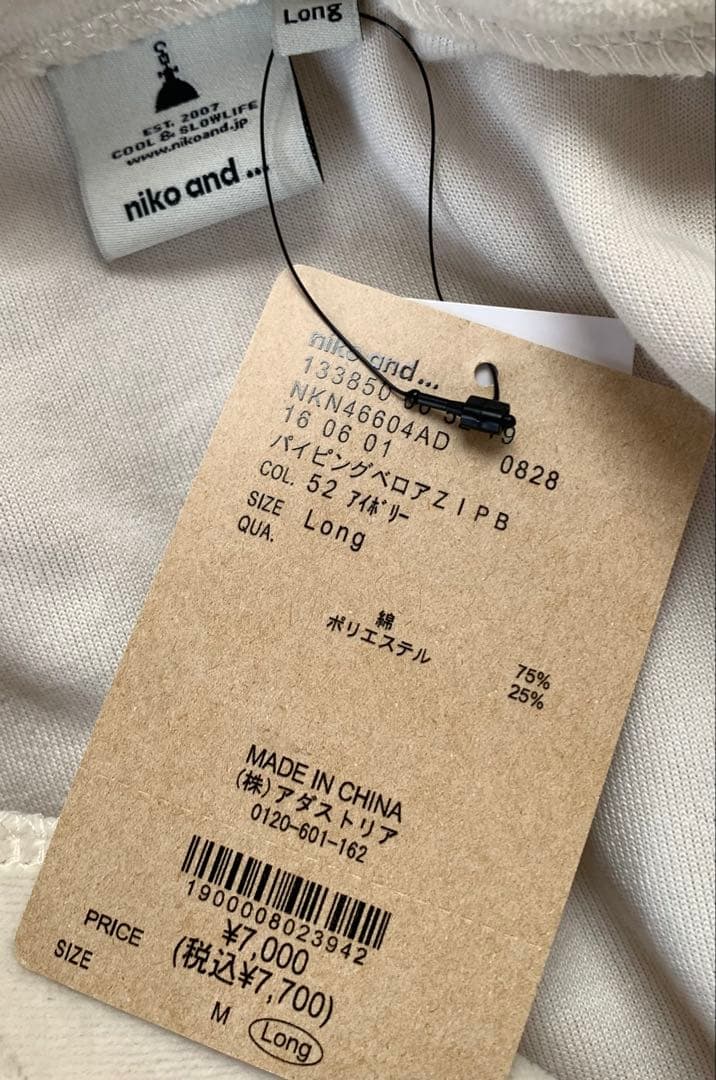 Long
EST. 2007
COOL & SLOWLIFE
www.nikoand.jp
niko and ...
niko and...
133850
NKN46604AD
0828
16 06 01
パイピングベロアZIPB
COL. 52 アイボリー
SIZE Long
QUA.
綿 75%
ポリエステル 25%
MADE IN CHINA
(株)アダストリア
0120-601-162
1900008023942
PRICE ¥7,000
(税込¥7,700)
SIZE M Long